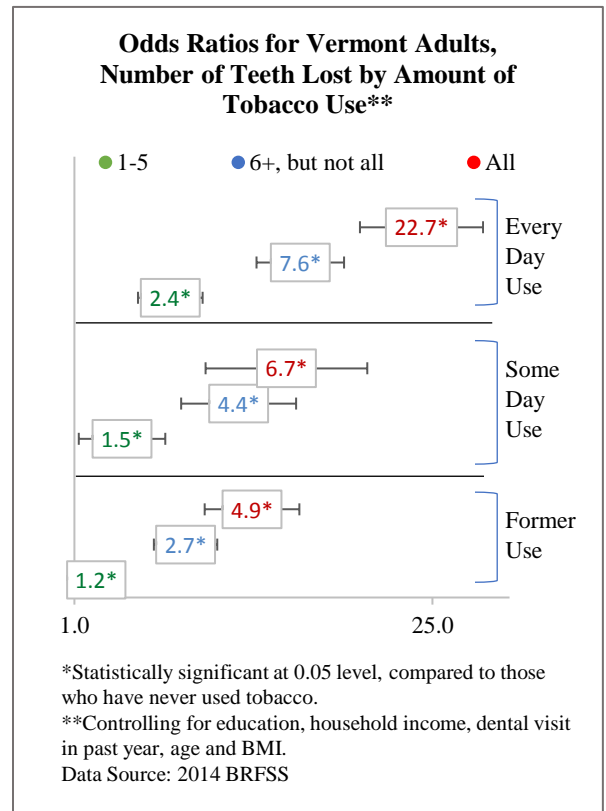 Odds Ratios for Vermont Adults,
Number of Teeth Lost by Amount of
Tobacco Use**
1-5 6+, but not all All
22.7* Every
7.6* Day
2.4* Use
6.7* Some
4.4* Day
1.5* Use
4.9* Former
2.7* Use
1.2*
1.0 25.0
*Statistically significant at 0.05 level, compared to those
who have never used tobacco.
**Controlling for education, household income, dental visit
in past year, age and BMI.
Data Source: 2014 BRFSS